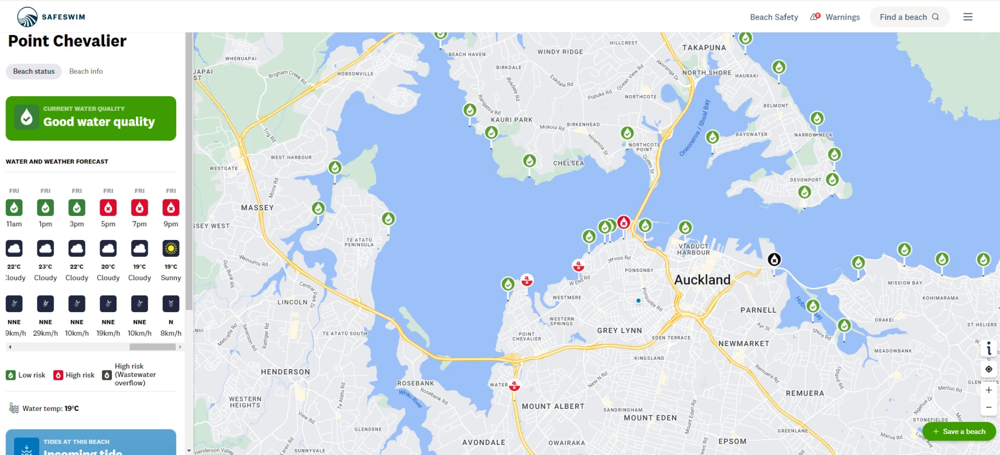 SAFESWIM
Beach Safety
6
Warnings
Find a beach
Point Chevalier
Beach status
Beach info
CURRENT WATER QUALITY
Good water quality
WATER AND WEATHER FORECAST
FRI FRI FRI FRI FRI FRI
11am 1pm 3pm 5pm 7pm 9pm
22°C 23°C 22°C 20°C 19°C 19°C
Cloudy Cloudy Cloudy Cloudy Sunny
NNE NNE NNE NNE NNE N
9km/h 29km/h 10km/h 19km/h 10km/h 8km/h
Low risk
High risk
High risk
(Wastewater
overflow)
Water temp: 19°C
TIDES AT THIS BEACH
Incoming tide
WHENUAPAI
Brigham Creek Rd
HOBSONVILLE
BEACH HAVEN
WINDY RIDGE
HILLCREST
TAKAPUNA
BIRKDALE
Akoranga Dr
NORTH SHORE
HAURAKI
Eskdale Rd
Birkdale Rd
Ocean View Rd
Pupuke Rd
NORTHCOTE
Rangatira Rd
BELMONT
KAURI PARK
Mokoia Rd
BIRKENHEAD
Hinemoa St
Oneoneroa / Shoal Bay
BAYSWATER
NARROW NECK
Trig Rd
NORTHCOTE
POINT
Queen St
WEST HARBOUR
WESTGATE
CHELSEA
Moire Rd
DEVONPORT
MASSEY
SSEY WEST
TE ATATŪ
PENINSULA
VIADUCT
HARBOUR
Waimumu Rd
Don Buck Rd
Jervois Rd
PONSONBY
Auckland
W End Rd
MISSION BAY
Central Park Dr
KOHIMARAMA
WESTMERE
Ponsonby Rd
LINCOLN
PARNELL
WESTERN
SPRINGS
ORAKEI
ST HELIERS
Ayr St
Metcalfe Rd
Swanson Rd
Rathgar Rd
TE ATATŪ SOUTH
POINT
CHEVALIER
GREY LYNN
EDEN TERRACE
Shore Rd
NEWMARKET
MEADOWBANK
KINGSLAND
HENDERSON
Remuera Rd
New N Rd
ROSEBANK
Rosebank Rd
Whau River
WATER
Te Atatu Rd
REMUERA
Merton Rd
WESTERN
HEIGHTS
MOUNT ALBERT
SANDRINGHAM
MOUNT EDEN
Mount Eden Rd
Ngahue Dr
View Rd
STONEFIELDS
GLENDENE
GREENLANE
Marua Rd
+ Save a beach
AVONDALE
OWAIRAKA
EPSOM
Henderson Valley
SUNNYVALE